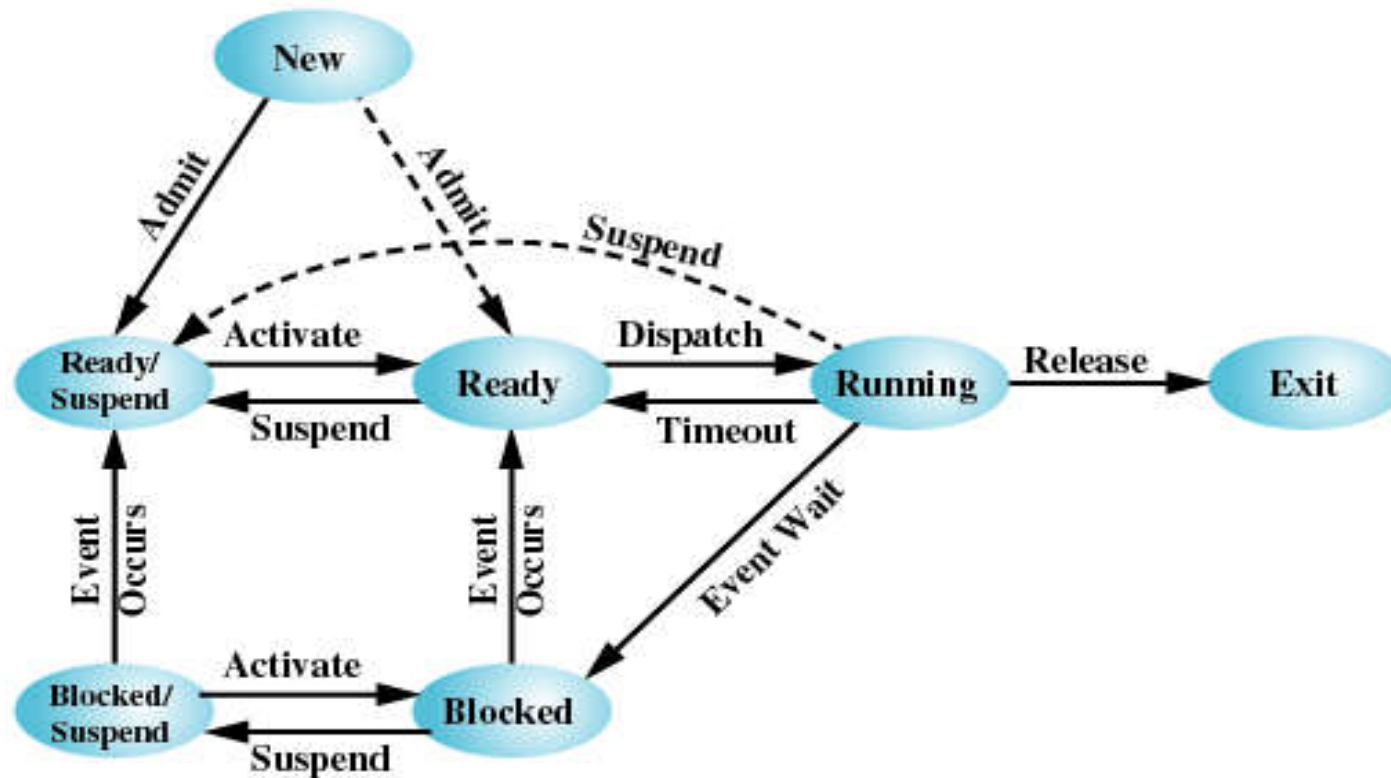 New
Admit
Admit
Suspend
Activate
Dispatch
Release
Ready/
Suspend
Ready
Running
Exit
Suspend
Timeout
Event
Occurs
Event
Occurs
Event Wait
Activate
Blocked/
Suspend
Blocked
Suspend